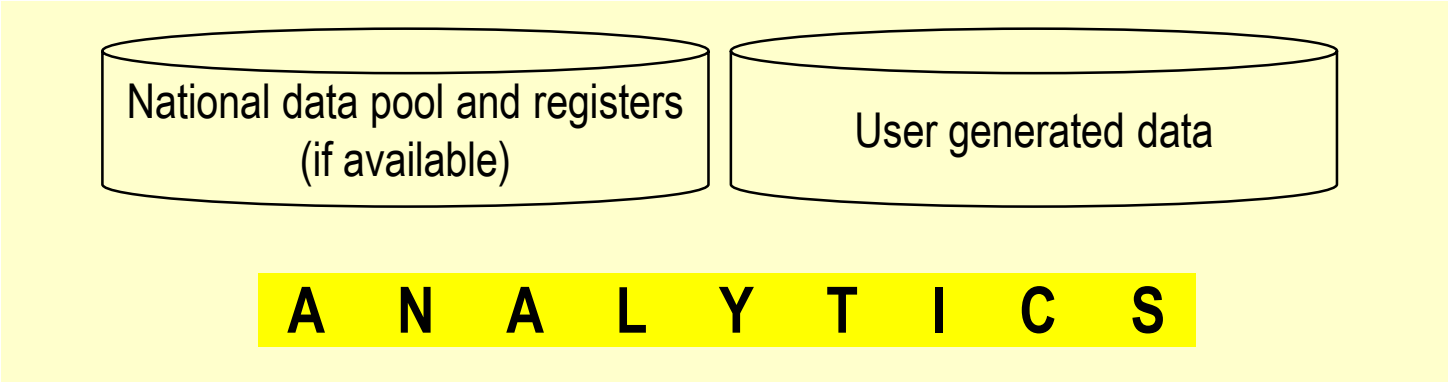 National data pool and registers
(if available)
User generated data
A N A L Y T I C S